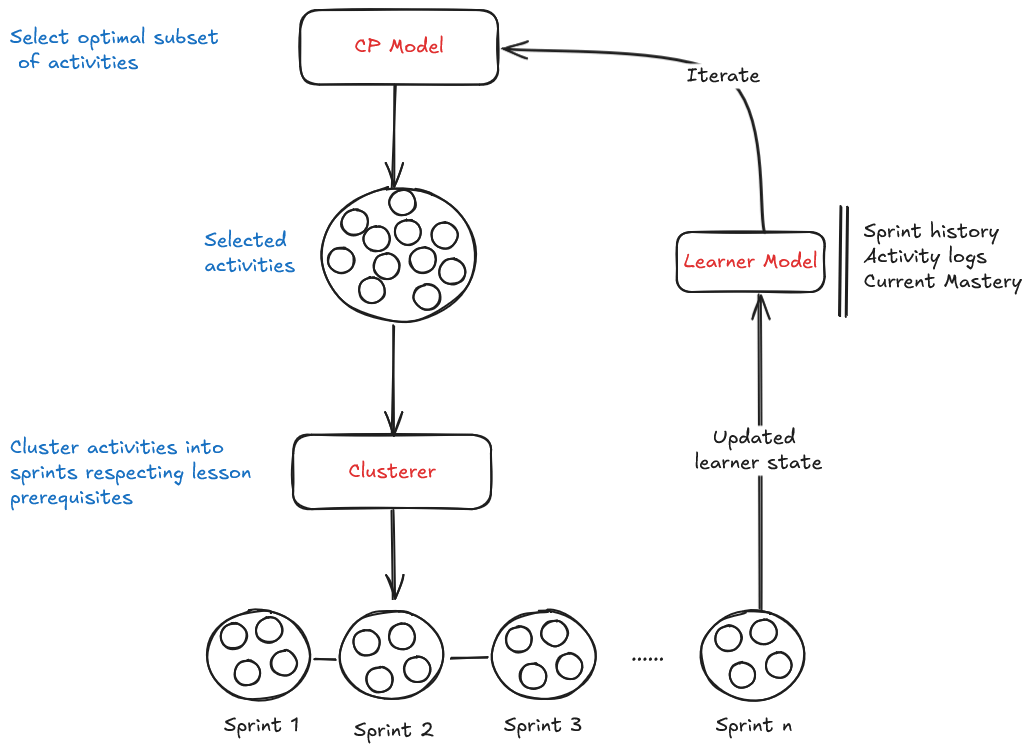 Select optimal subset
of activities
CP Model
Iterate
Selected
activities
Learner Model
Sprint history
Activity logs
Current Mastery
Cluster activities into
sprints respecting lesson
prerequisites
Clusterer
Updated
learner state
......
Sprint 1
Sprint 2
Sprint 3
Sprint n